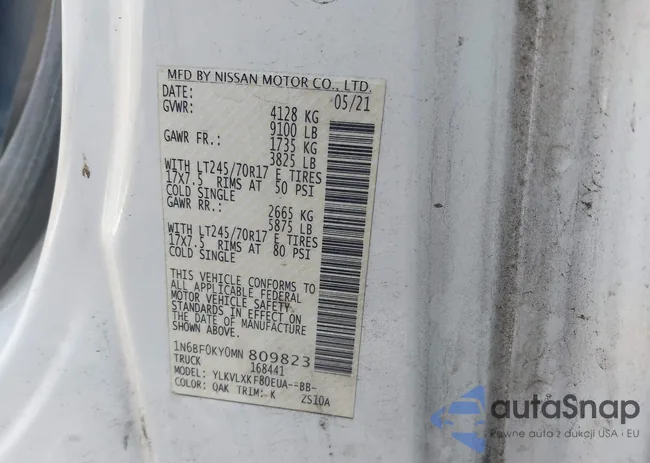 MFD BY NISSAN MOTOR CO., LTD.
DATE: 05/21
GVWR: 4128 KG
9100 LB
GAWR FR.: 1735 KG
3825 LB
WITH LT245/70R17 E TIRES
17X7.5 RIMS AT 50 PSI
COLD SINGLE
GAWR RR.: 2665 KG
5875 LB
WITH LT245/70R17 E TIRES
17X7.5 RIMS AT 80 PSI
COLD SINGLE
THIS VEHICLE CONFORMS TO
ALL APPLICABLE FEDERAL
MOTOR VEHICLE SAFETY
STANDARDS IN EFFECT ON
THE DATE OF MANUFACTURE
SHOWN ABOVE.
1N6BF0KY0MN 809823
TRUCK 168441
MODEL: YLKVLXKFB0EUA--BB-
COLOR: QAK TRIM: K ZS10A
autaSnap
Pewne auta z aukcji USA i EU